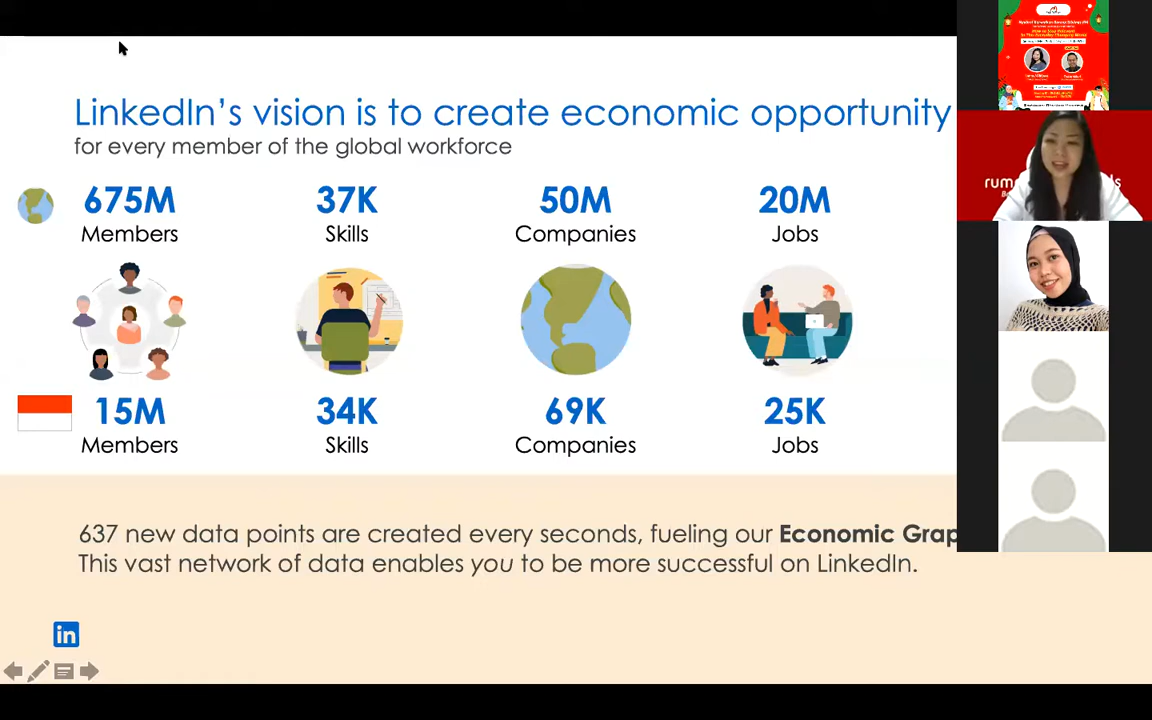 LinkedIn's vision is to create economic opportunity
for every member of the global workforce
675M
Members
37K
Skills
50M
Companies
20M
Jobs
15M
Members
34K
Skills
69K
Companies
25K
Jobs
637 new data points are created every seconds, fueling our Economic Grap
This vast network of data enables you to be more successful on LinkedIn.
in
rum